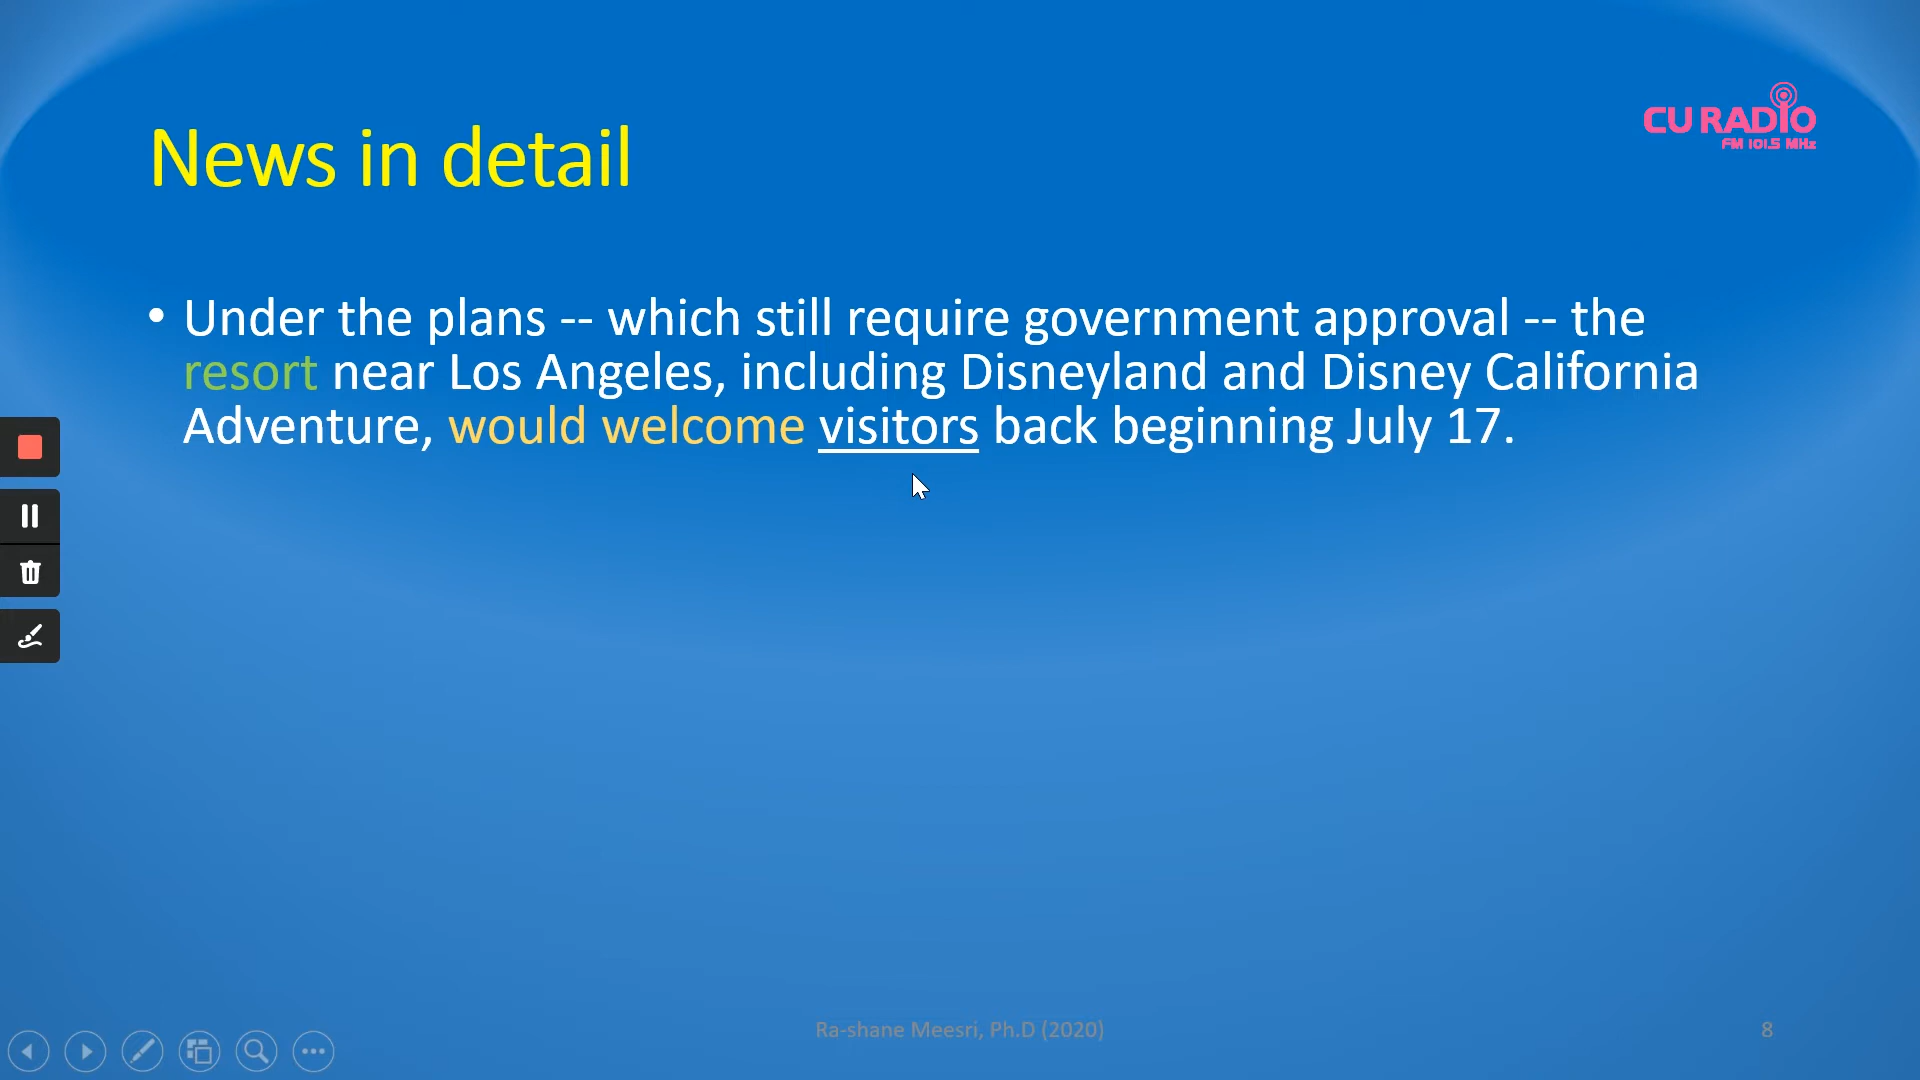 CU RADIO
FM 101.5 MHz
News in detail
• Under the plans -- which still require government approval -- the
resort near Los Angeles, including Disneyland and Disney California
Adventure, would welcome visitors back beginning July 17.
Ra-shane Meesri, Ph.D (2020)
8